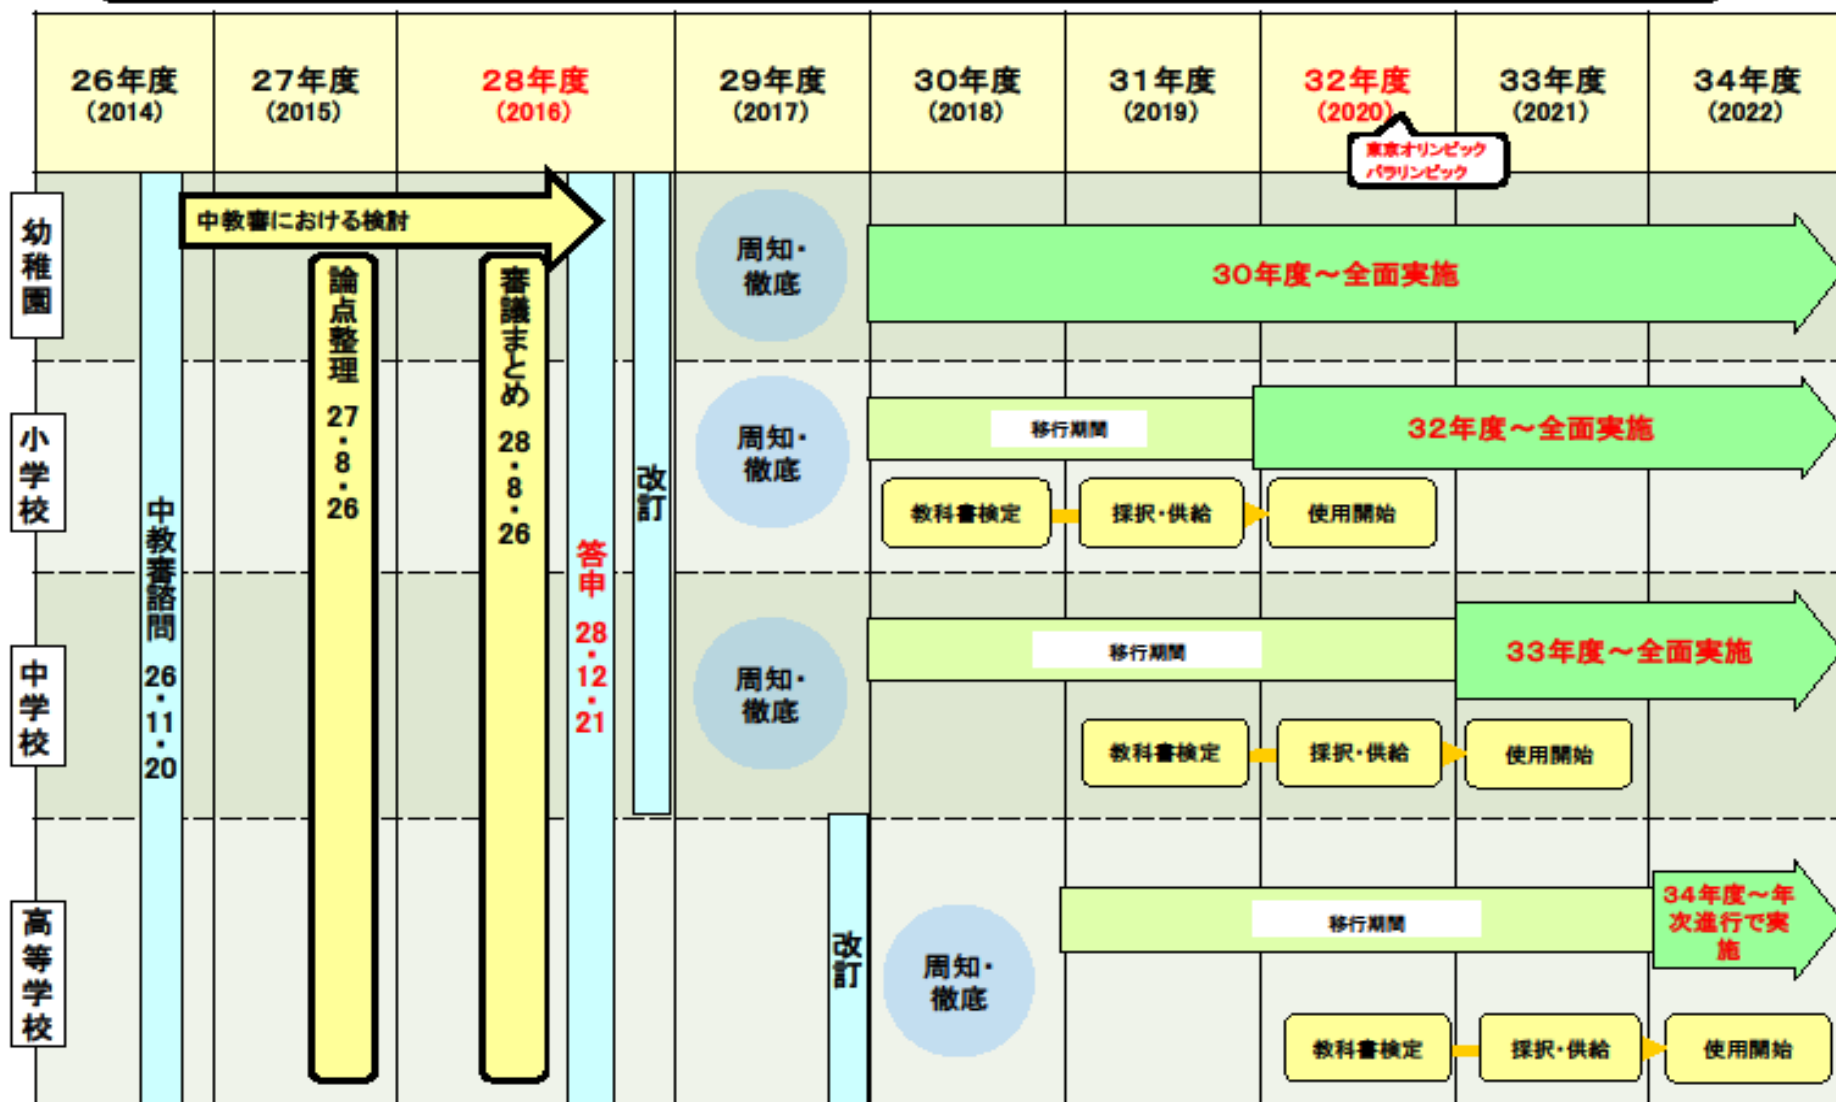 26年度
(2014)
27年度
(2015)
28年度
(2016)
29年度
(2017)
30年度
(2018)
31年度
(2019)
32年度
(2020)
33年度
(2021)
34年度
(2022)
東京オリンピック
パラリンピック
幼稚園
中教審における検討
周知・
徹底
30年度～全面実施
論点整理 27・8・26
審議まとめ 28・8・26
小学校
周知・
徹底
移行期間
32年度～全面実施
教科書検定
採択・供給
使用開始
改訂
中教審諮問 26・11・20
答申 28・12・21
中学校
周知・
徹底
移行期間
33年度～全面実施
教科書検定
採択・供給
使用開始
高等学校
改訂
周知・
徹底
移行期間
34年度～年
次進行で実
施
教科書検定
採択・供給
使用開始